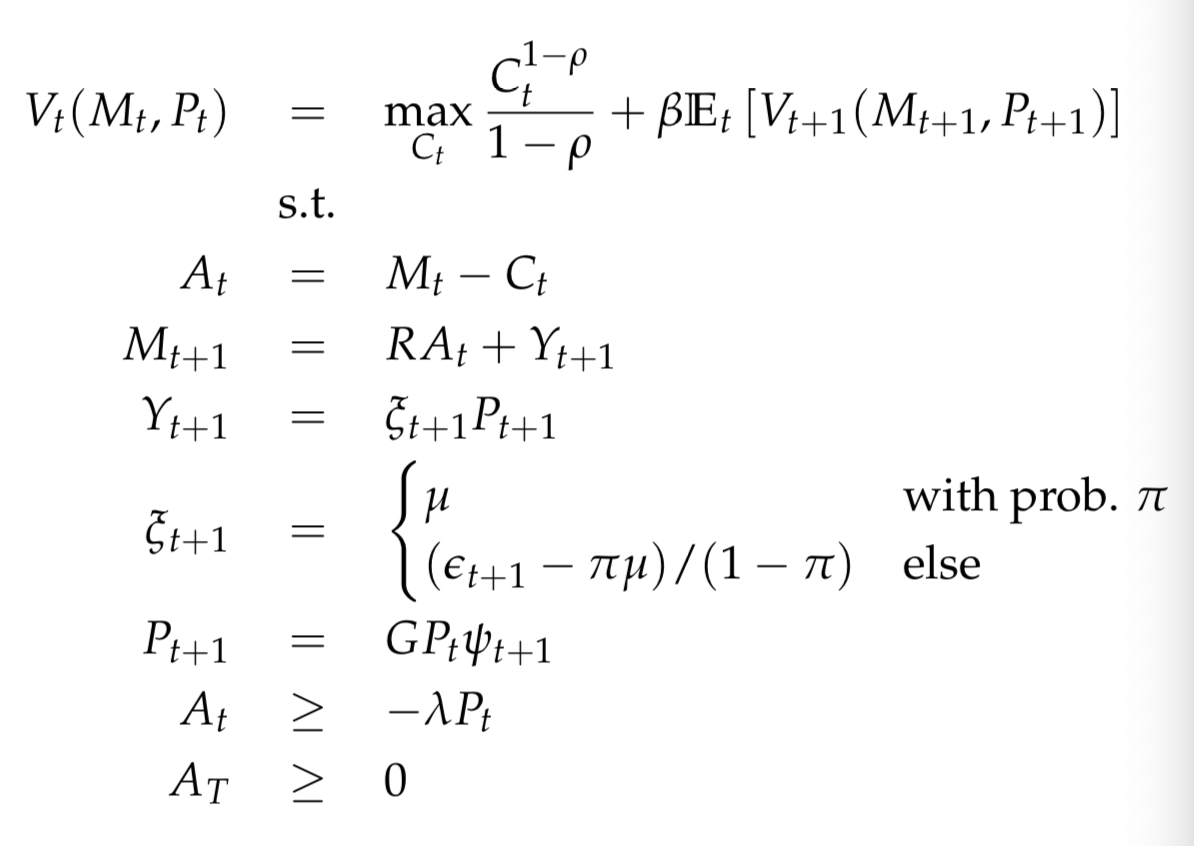 V_t(M_t, P_t) = max_{C_t} C_t^{1−ρ} / (1 − ρ) + β𝔼_t [V_{t+1}(M_{t+1}, P_{t+1})]
s.t.
A_t = M_t − C_t
M_{t+1} = RA_t + Y_{t+1}
Y_{t+1} = ξ_{t+1}P_{t+1}
ξ_{t+1} = { μ with prob. π
(ϵ_{t+1} − πμ)/(1 − π) else
P_{t+1} = GP_tψ_{t+1}
A_t ≥ −λP_t
A_T ≥ 0